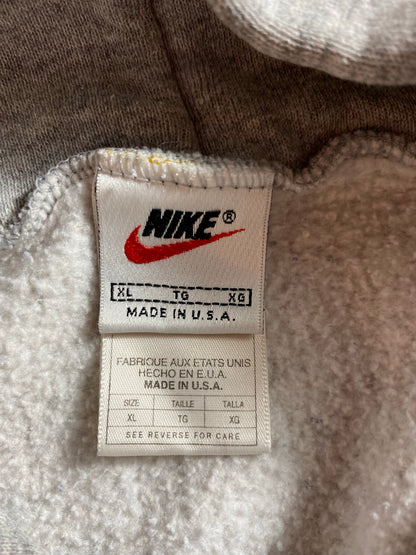 NIKE®
XL TG XG
MADE IN U.S.A.
FABRIQUE AUX ETATS UNIS
HECHO EN E.U.A.
MADE IN U.S.A.
SIZE TAILLE TALLA
XL TG XG
SEE REVERSE FOR CARE